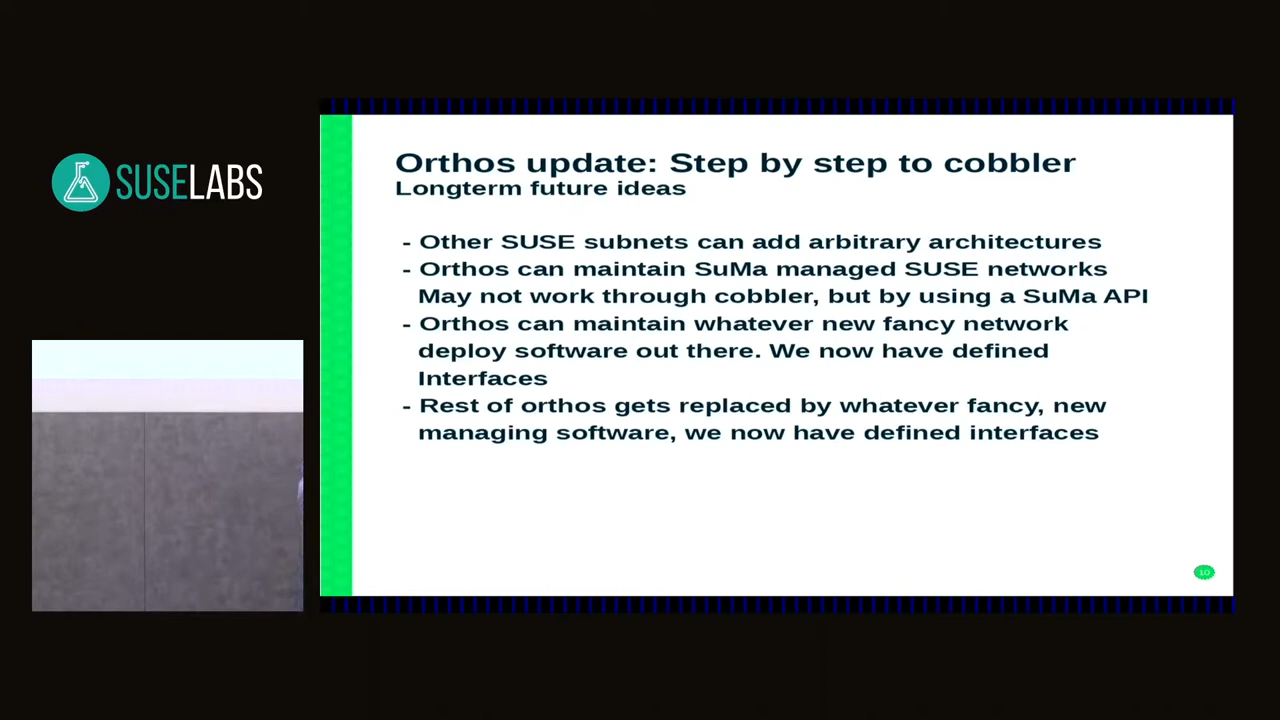 SUSELABS
Orthos update: Step by step to cobbler
Longterm future ideas
- Other SUSE subnets can add arbitrary architectures
- Orthos can maintain SuMa managed SUSE networks
May not work through cobbler, but by using a SuMa API
- Orthos can maintain whatever new fancy network
deploy software out there. We now have defined
Interfaces
- Rest of orthos gets replaced by whatever fancy, new
managing software, we now have defined interfaces
10